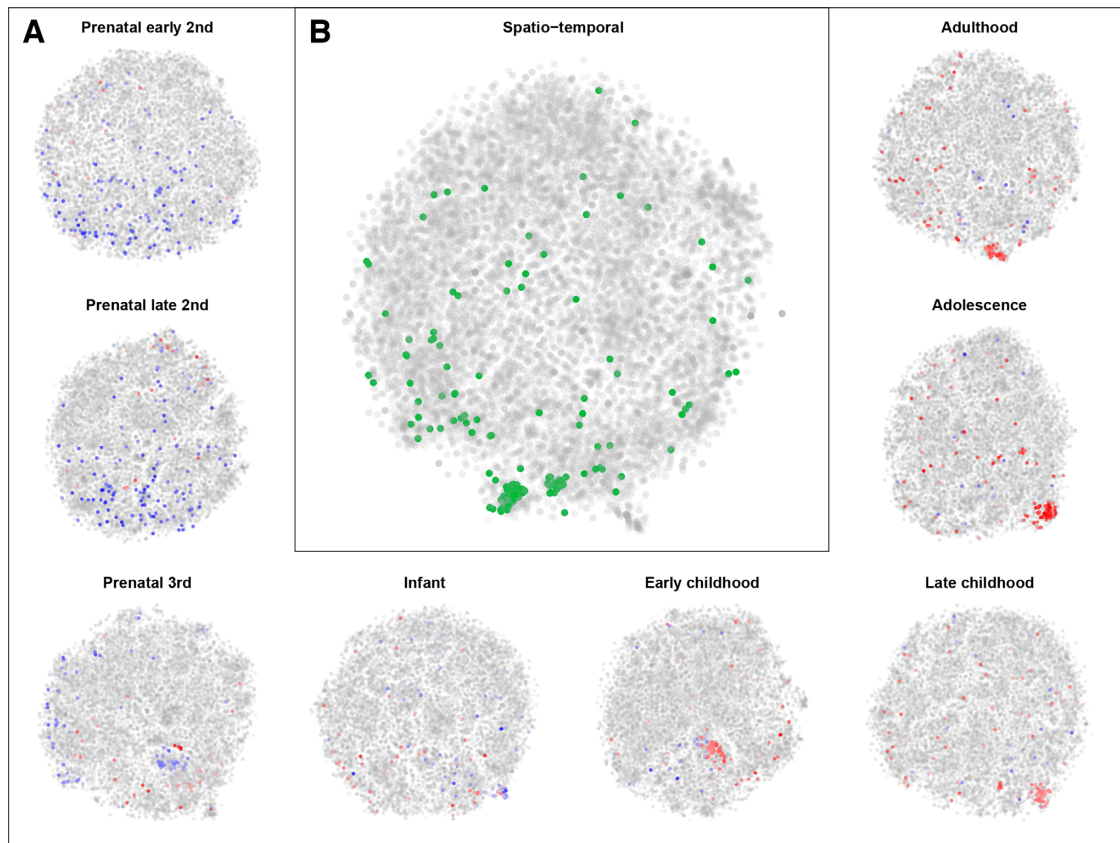 A
Prenatal early 2nd
B
Spatio-temporal
Adulthood
Prenatal late 2nd
Adolescence
Prenatal 3rd
Infant
Early childhood
Late childhood